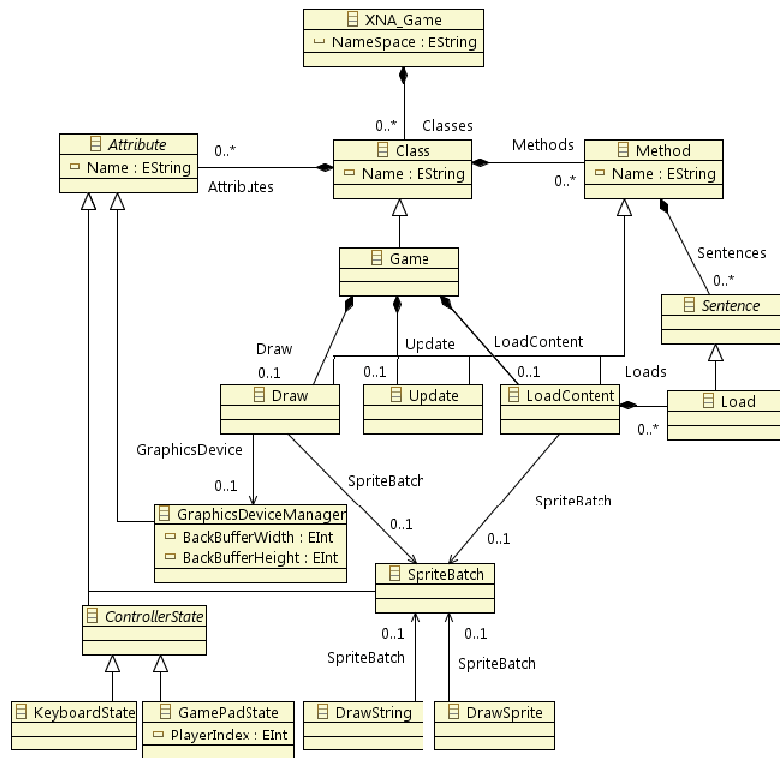 XNA_Game
NameSpace : EString
0..*
Classes
Attribute
Name : EString
0..*
Attributes
Class
Name : EString
Methods
0..*
Method
Name : EString
Game
Sentences
0..*
Sentence
Draw
0..1
Update
0..1
LoadContent
0..1
Loads
0..*
Draw
Update
LoadContent
Load
GraphicsDevice
0..1
SpriteBatch
0..1
SpriteBatch
0..1
GraphicsDeviceManager
BackBufferWidth : EInt
BackBufferHeight : EInt
SpriteBatch
ControllerState
0..1
SpriteBatch
0..1
SpriteBatch
KeyboardState
GamePadState
PlayerIndex : EInt
DrawString
DrawSprite